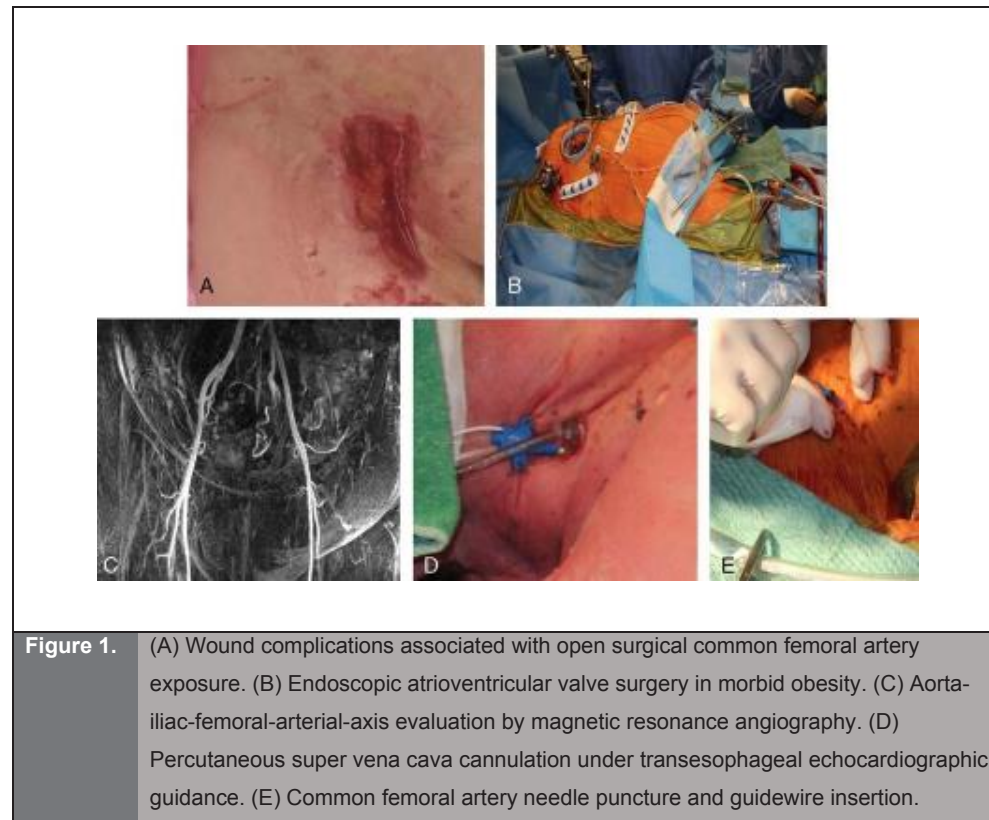 A
B
C
D
E
Figure 1.
(A) Wound complications associated with open surgical common femoral artery
exposure. (B) Endoscopic atrioventricular valve surgery in morbid obesity. (C) Aorta-
iliac-femoral-arterial-axis evaluation by magnetic resonance angiography. (D)
Percutaneous super vena cava cannulation under transesophageal echocardiographic
guidance. (E) Common femoral artery needle puncture and guidewire insertion.